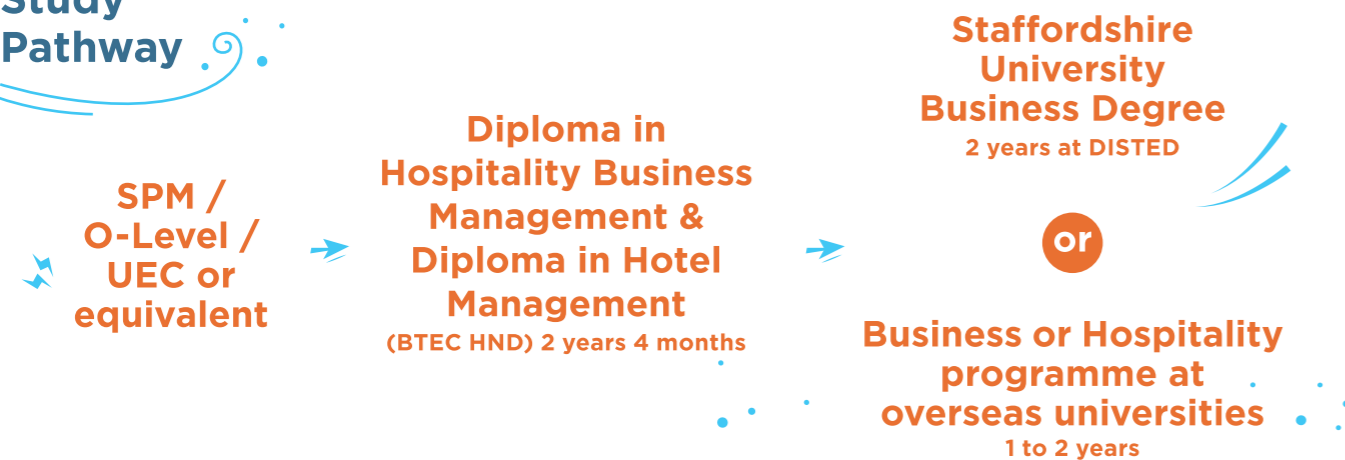 Study
Pathway
SPM /
O-Level /
UEC or
equivalent
Diploma in
Hospitality Business
Management &
Diploma in Hotel
Management
(BTEC HND) 2 years 4 months
Staffordshire
University
Business Degree
2 years at DISTED
or
Business or Hospitality
programme at
overseas universities
1 to 2 years